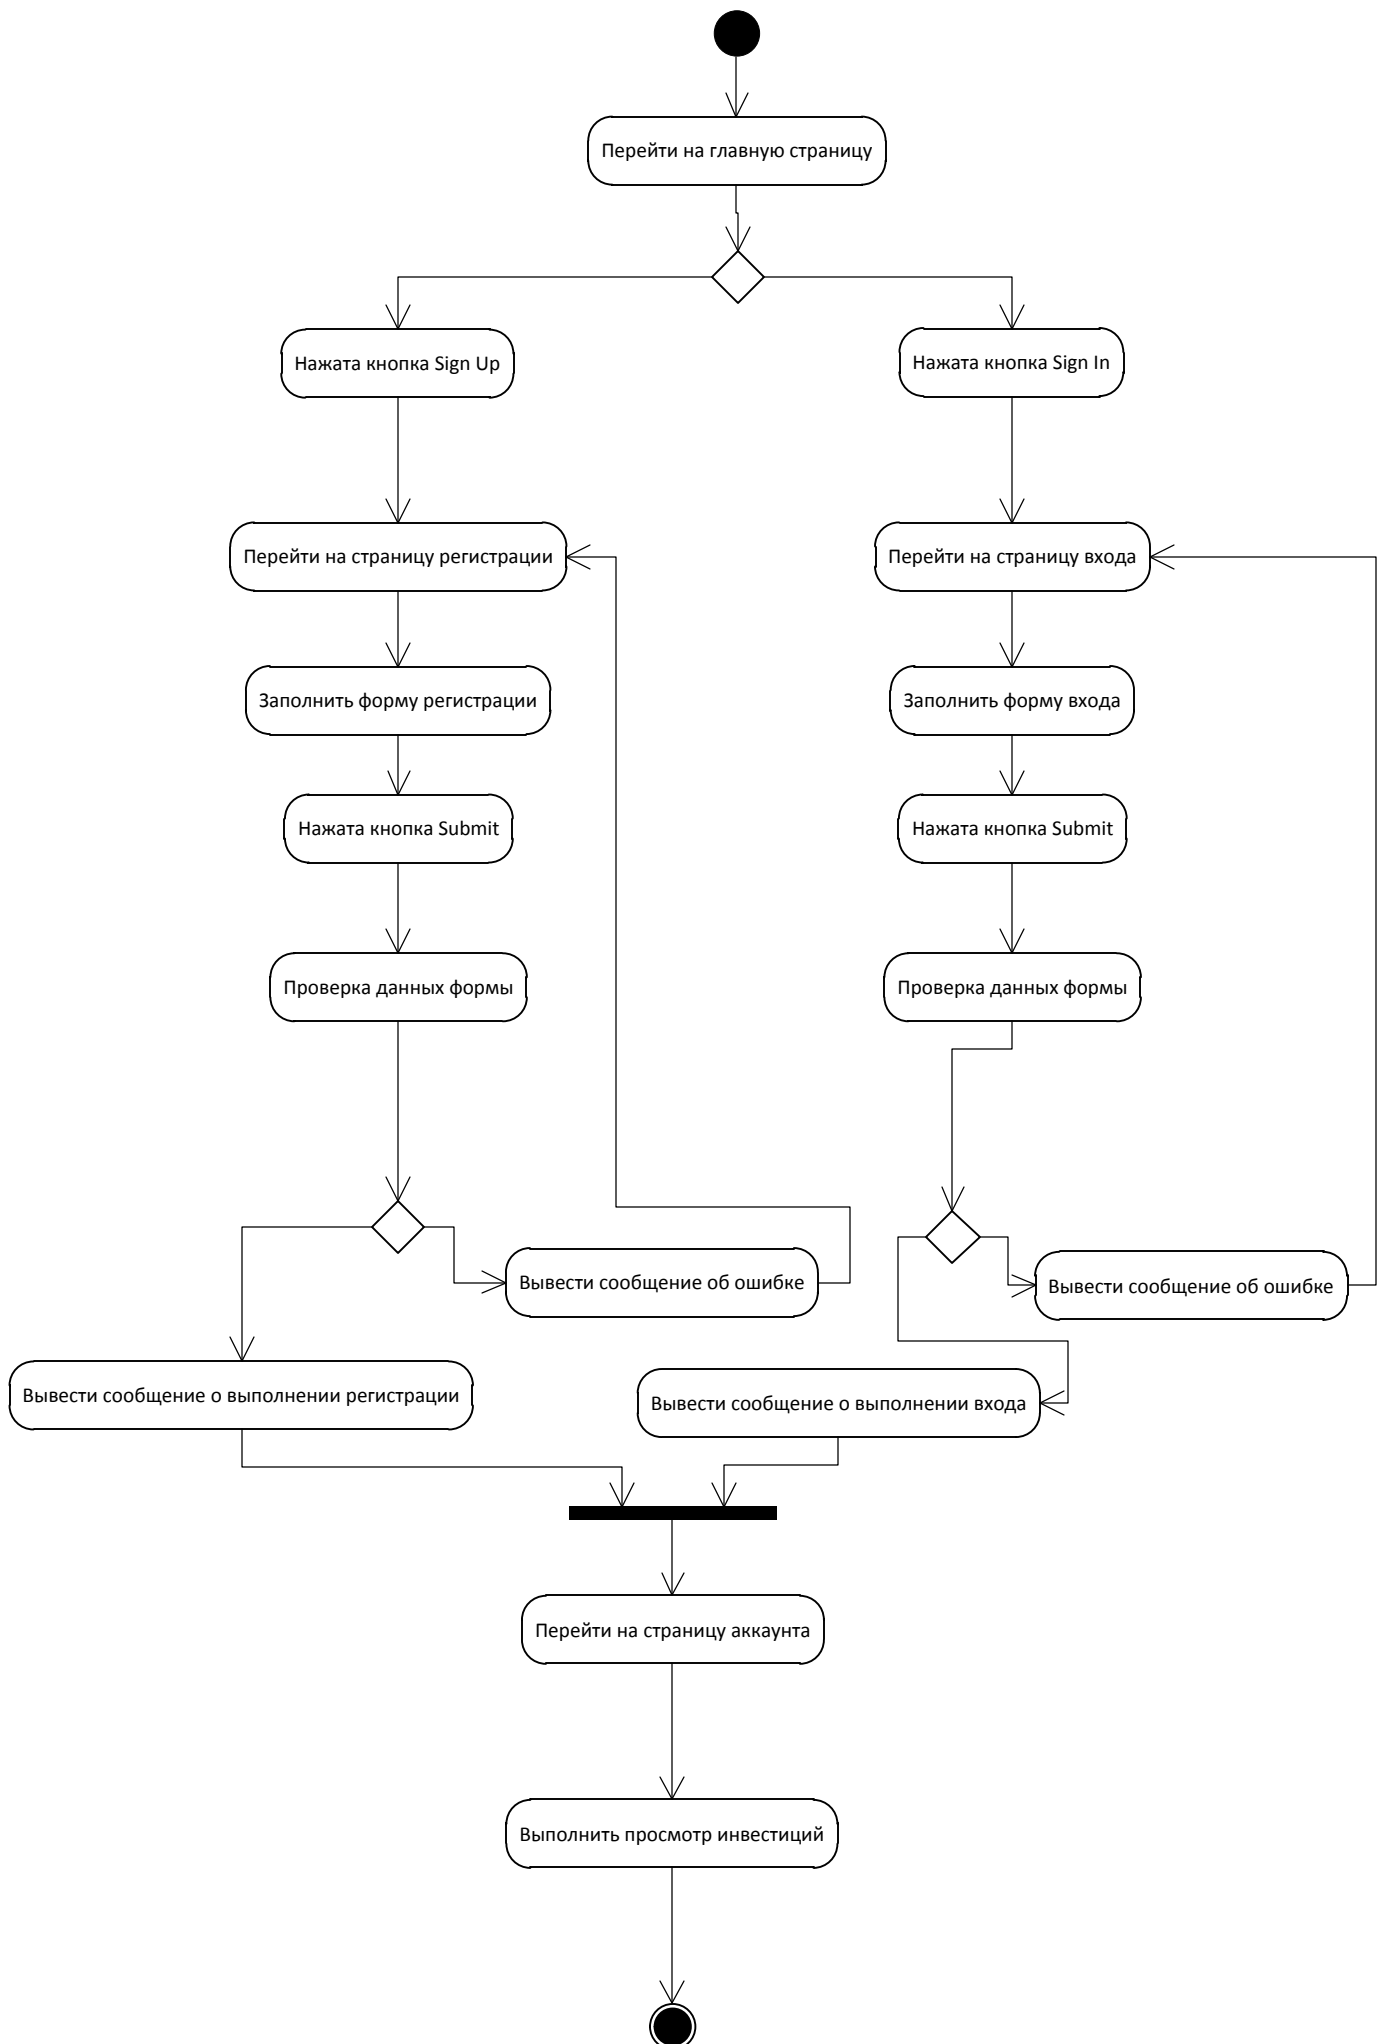 Перейти на главную страницу
Нажата кнопка Sign Up
Нажата кнопка Sign In
Перейти на страницу регистрации
Перейти на страницу входа
Заполнить форму регистрации
Заполнить форму входа
Нажата кнопка Submit
Нажата кнопка Submit
Проверка данных формы
Проверка данных формы
Вывести сообщение об ошибке
Вывести сообщение об ошибке
Вывести сообщение о выполнении регистрации
Вывести сообщение о выполнении входа
Перейти на страницу аккаунта
Выполнить просмотр инвестиций